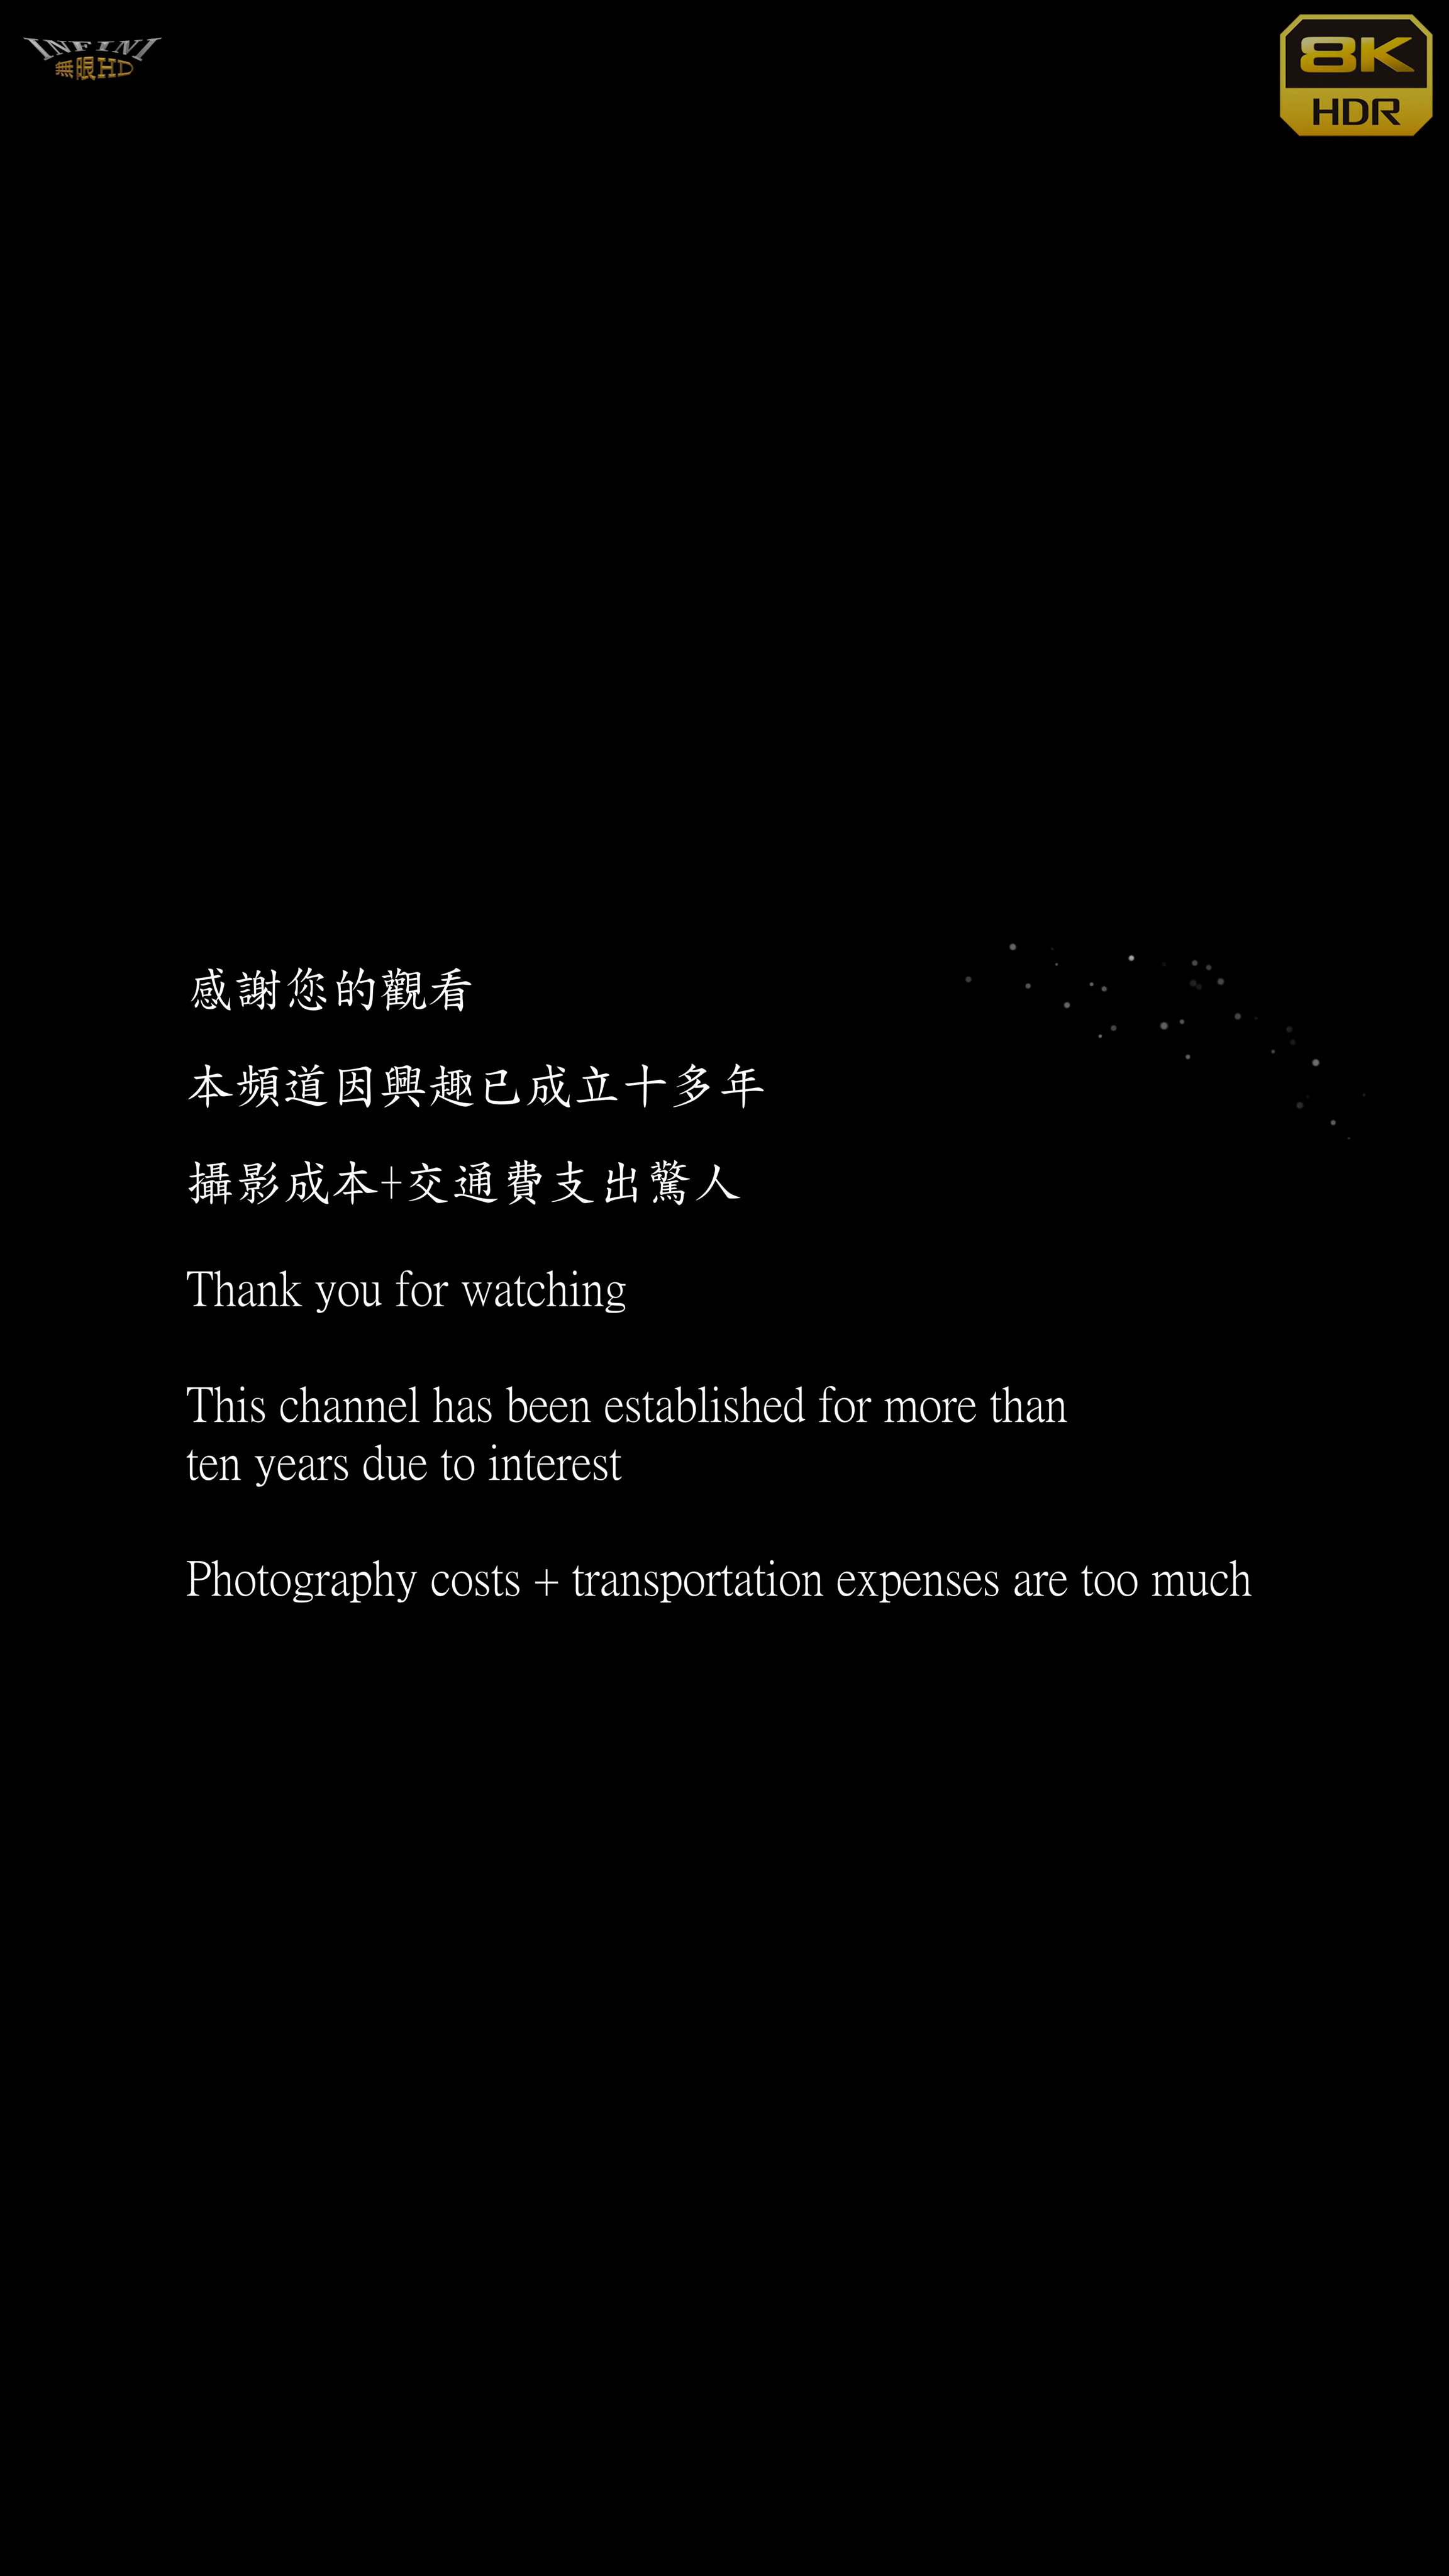 INFINI
無限HD
8K
HDR
感謝您的觀看
本頻道因興趣已成立十多年
攝影成本+交通費支出驚人
Thank you for watching
This channel has been established for more than
ten years due to interest
Photography costs + transportation expenses are too much